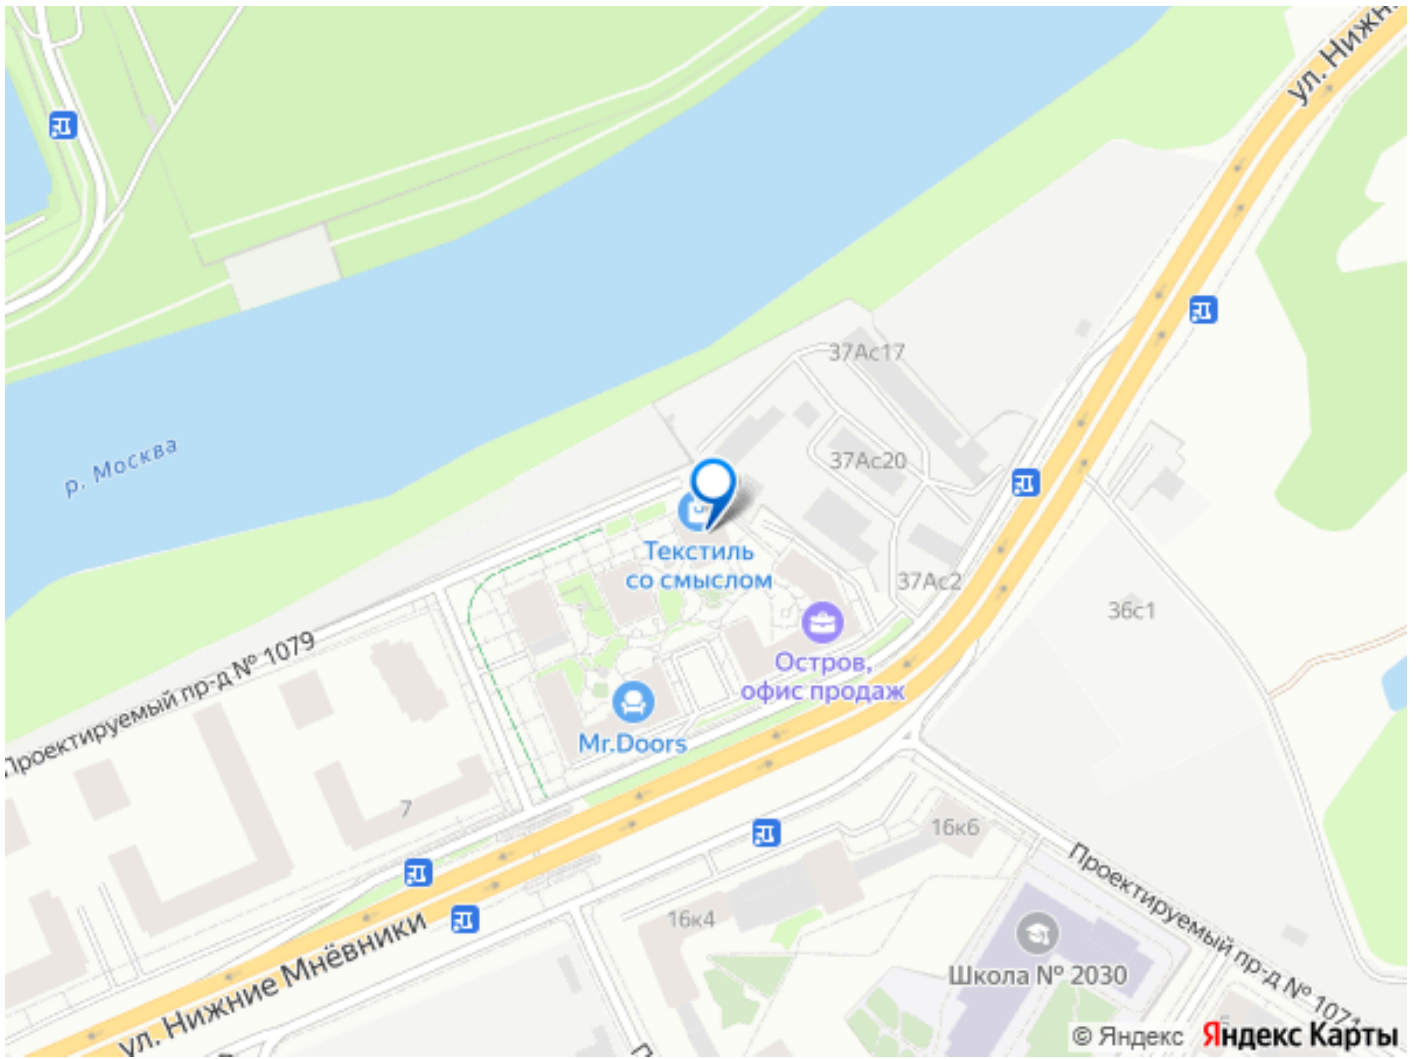 ул. Нижн
37Ас17
р. Москва
37Ас20
Текстиль
со смыслом
37Ас2
36с1
Проектируемый пр-д № 1079
Остров,
офис продаж
Mr.Doors
7
16к6
Проектируемый пр-д № 107
16к4
ул. Нижние Мнёвники
Школа № 2030
© Яндекс Яндекс Карты